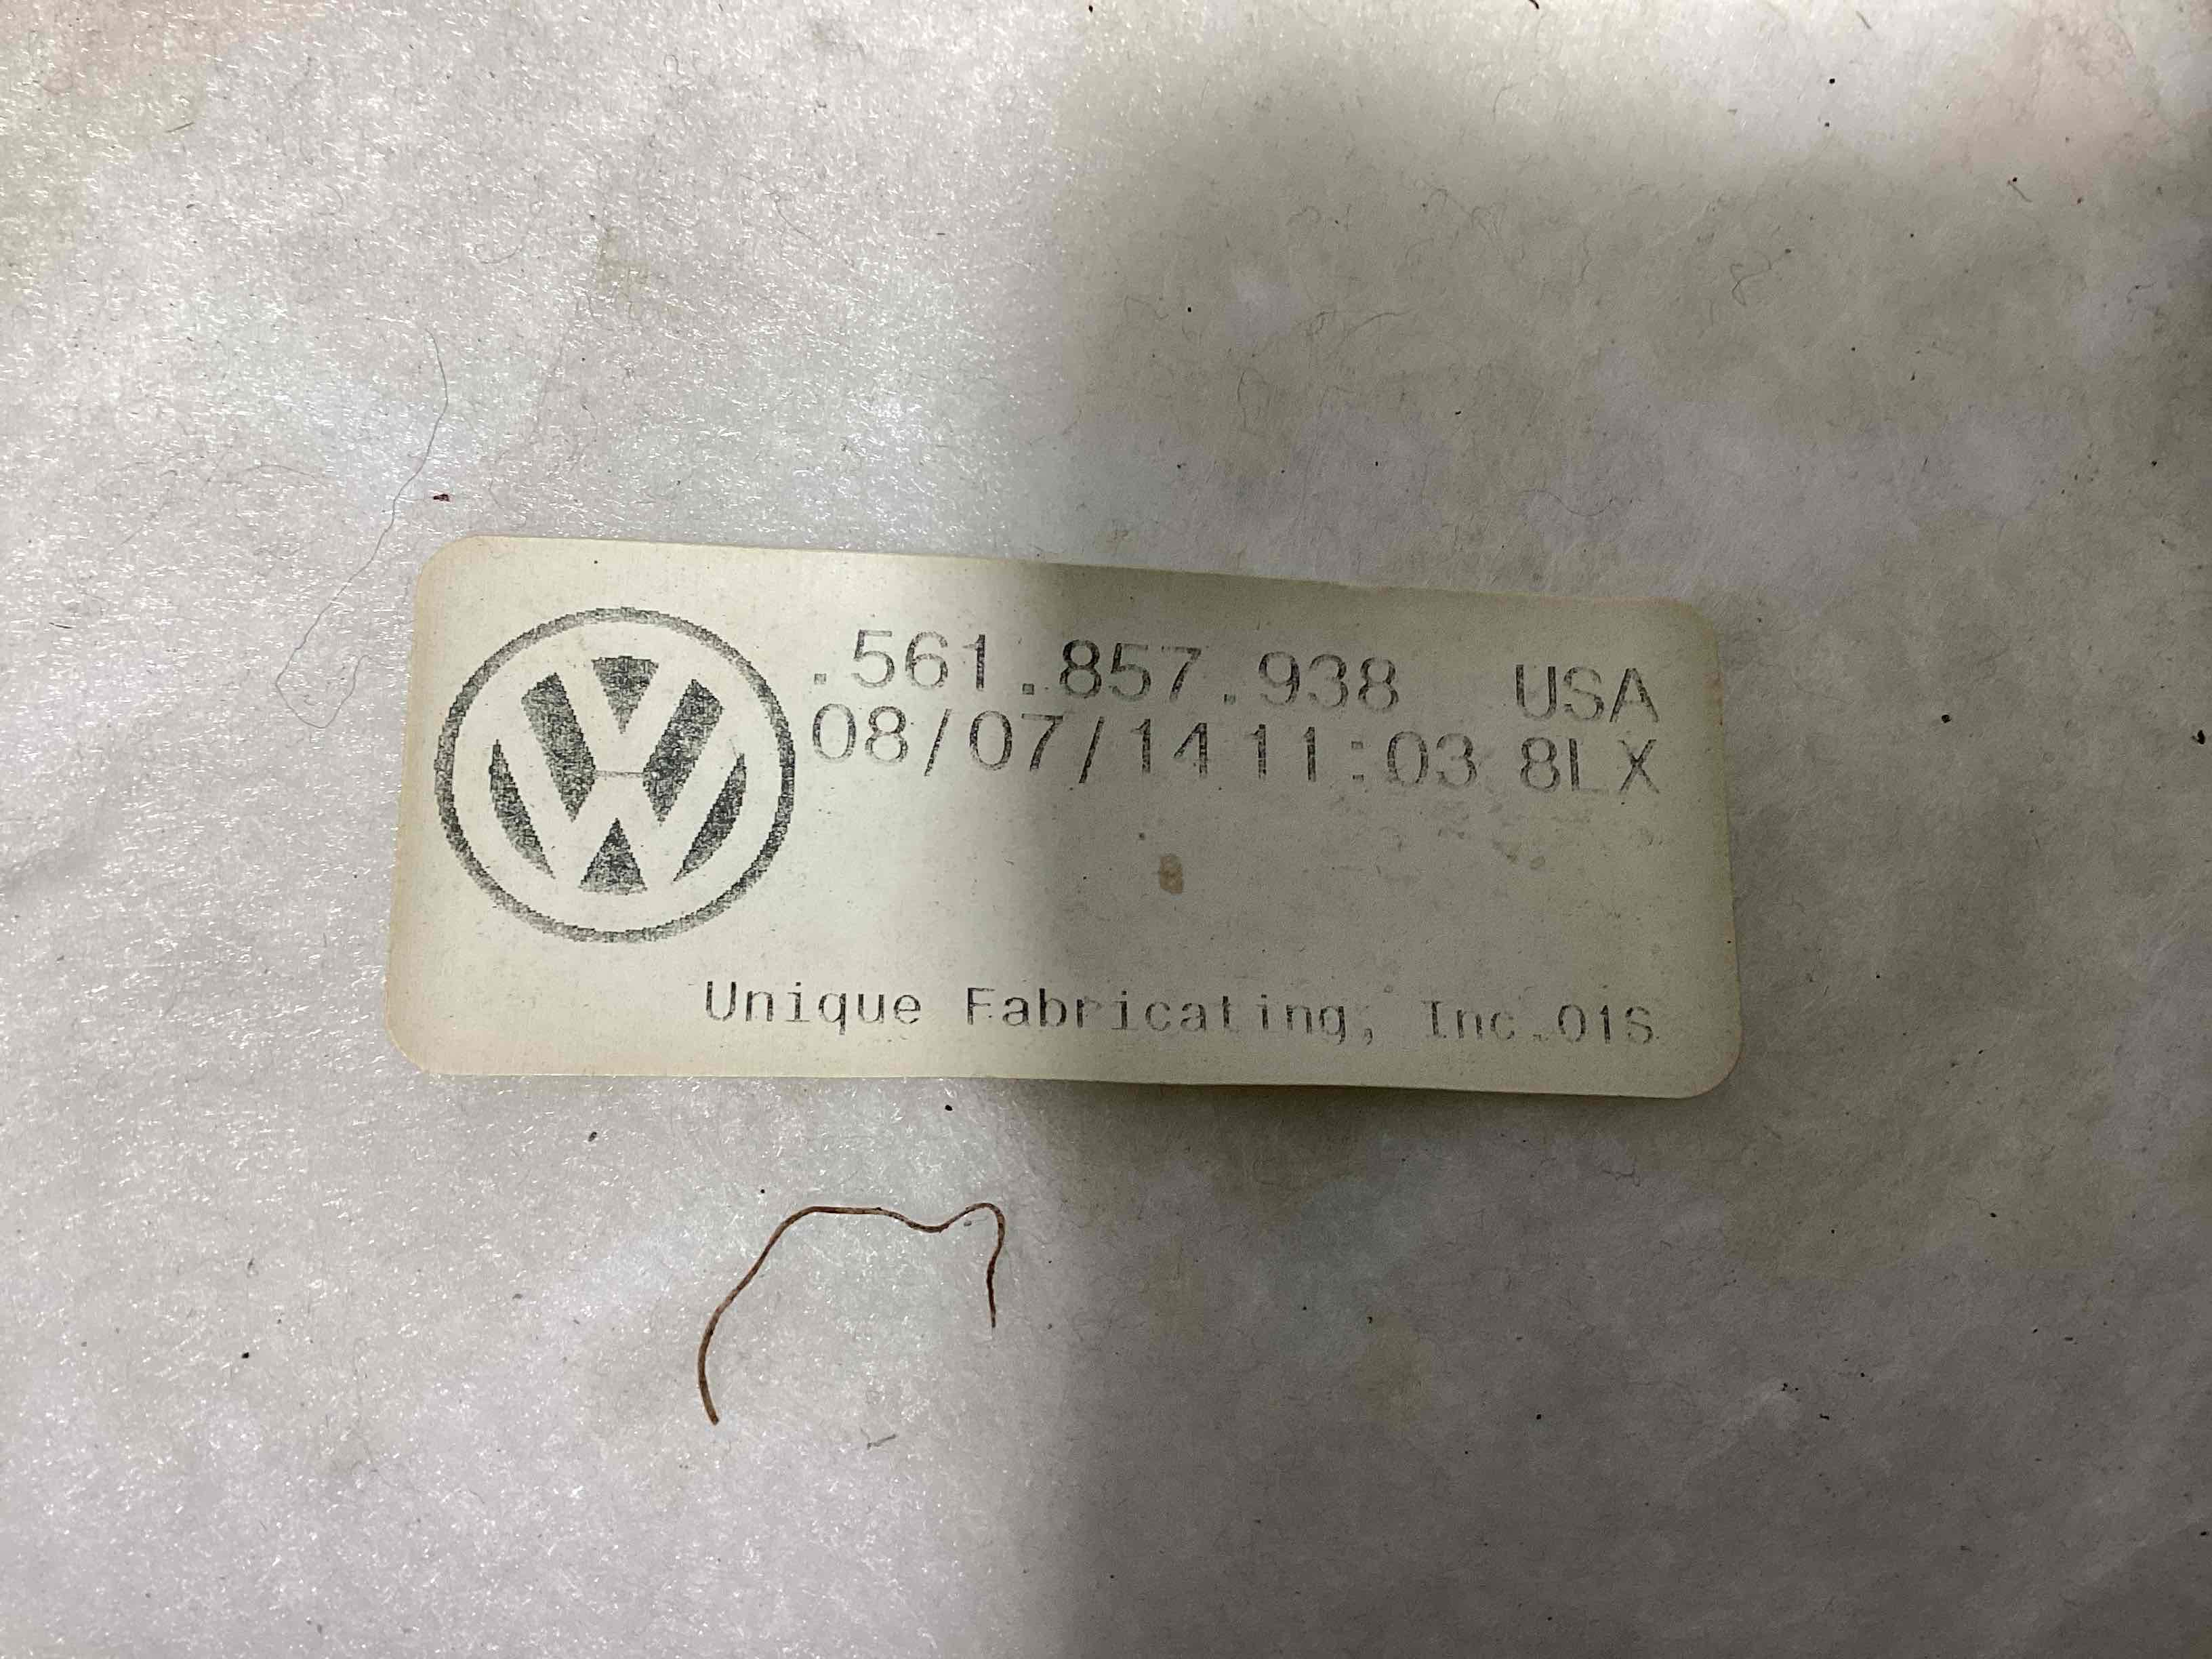 .561.857.938 USA
08/07/14 11:03 8LX
Unique Fabricating, Inc.01S